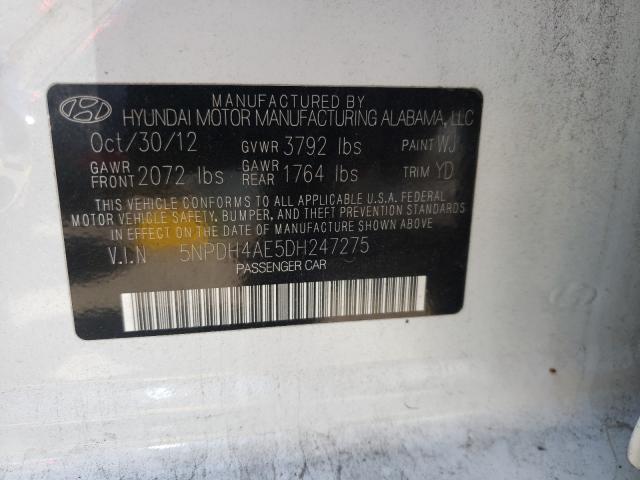 MANUFACTURED BY
HYUNDAI MOTOR MANUFACTURING ALABAMA, LLC
Oct/30/12 GVWR 3792 lbs PAINT WJ
GAWR FRONT 2072 lbs GAWR REAR 1764 lbs TRIM YD
THIS VEHICLE CONFORMS TO ALL APPLICABLE U.S.A. FEDERAL
MOTOR VEHICLE SAFETY, BUMPER, AND THEFT PREVENTION STANDARDS
IN EFFECT ON THE DATE OF MANUFACTURE SHOWN ABOVE.
V.I.N 5NPDH4AE5DH247275
PASSENGER CAR